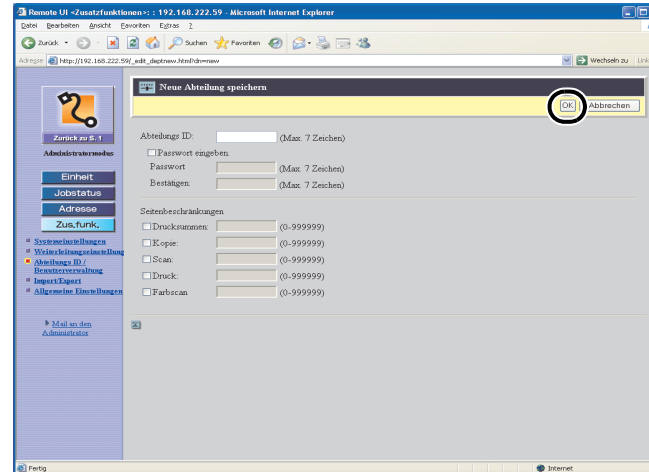 Remote UI <Zusatzfunktionen>: : 192.168.222.59 - Microsoft Internet Explorer
Datei Bearbeiten Ansicht Favoriten Extras ?
Zurück Suchen Favoriten
Adresse http://192.168.222.59/_edit_deptnew.html?dn=new Wechseln zu Link
Neue Abteilung speichern
OK Abbrechen
Zurück zu S. 1
Administratormodus
Einheit
Jobstatus
Adresse
Zus.funk.
Systemeinstellungen
Weiterleitungseinstellung
Abteilungs ID /
Benutzerverwaltung
Import/Export
Allgemeine Einstellungen
Mail an den
Administrator
Abteilungs ID: (Max. 7 Zeichen)
Passwort eingeben
Passwort (Max. 7 Zeichen)
Bestätigen: (Max. 7 Zeichen)
Seitenbeschränkungen
Drucksummen: (0-999999)
Kopie: (0-999999)
Scan: (0-999999)
Druck: (0-999999)
Farbscan (0-999999)
Fertig Internet